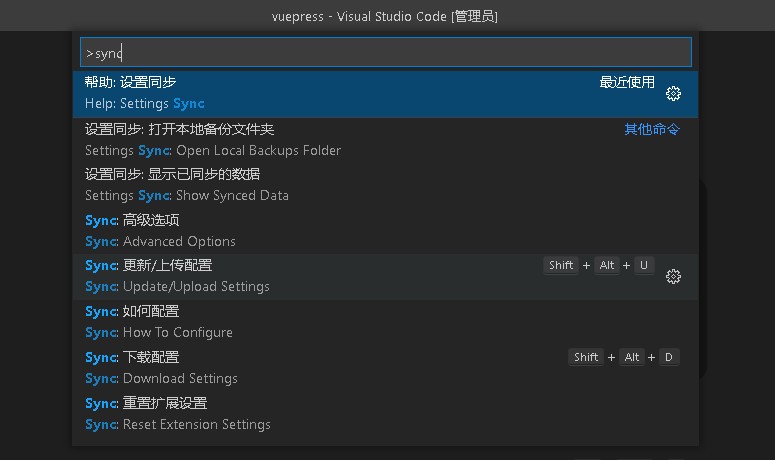 vuepress - Visual Studio Code [管理员]
>sync
帮助: 设置同步 最近使用
Help: Settings Sync
设置同步: 打开本地备份文件夹 其他命令
Settings Sync: Open Local Backups Folder
设置同步: 显示已同步的数据
Settings Sync: Show Synced Data
Sync: 高级选项
Sync: Advanced Options
Sync: 更新/上传配置 Shift + Alt + U
Sync: Update/Upload Settings
Sync: 如何配置
Sync: How To Configure
Sync: 下载配置 Shift + Alt + D
Sync: Download Settings
Sync: 重置扩展设置
Sync: Reset Extension Settings